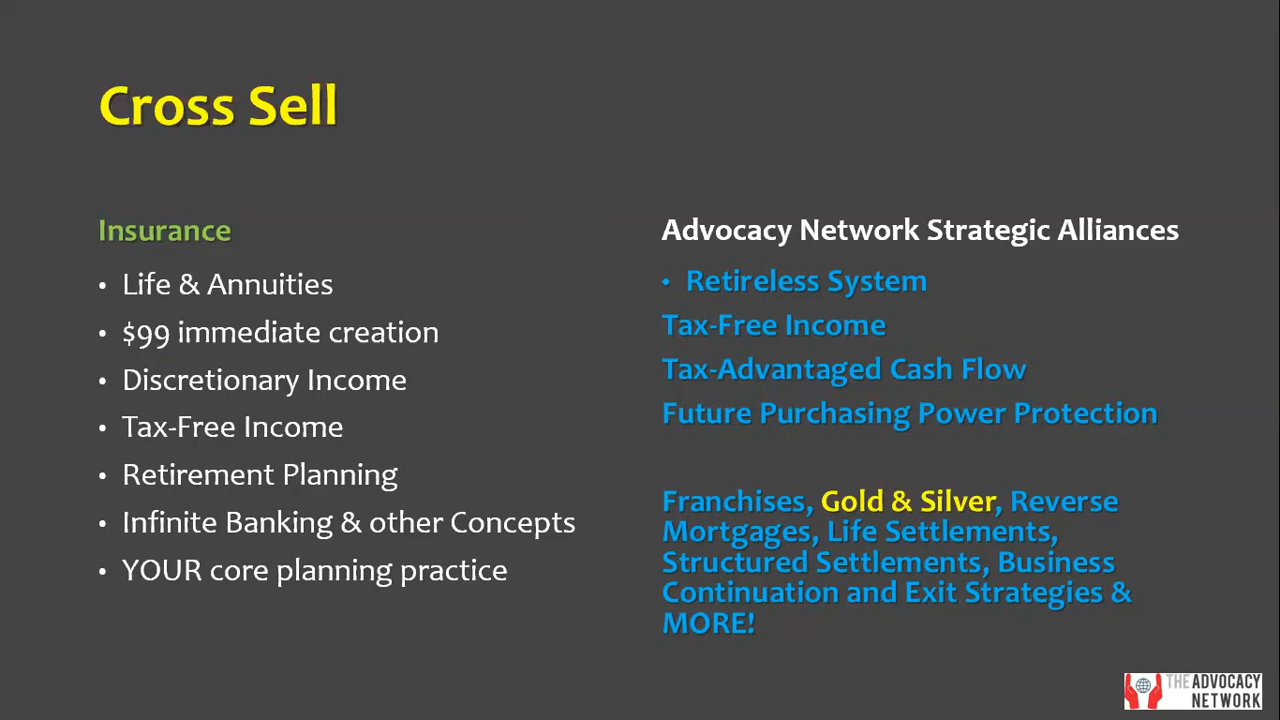 Cross Sell
Insurance
• Life & Annuities
• $99 immediate creation
• Discretionary Income
• Tax-Free Income
• Retirement Planning
• Infinite Banking & other Concepts
• YOUR core planning practice
Advocacy Network Strategic Alliances
• Retireless System
Tax-Free Income
Tax-Advantaged Cash Flow
Future Purchasing Power Protection
Franchises, Gold & Silver, Reverse
Mortgages, Life Settlements,
Structured Settlements, Business
Continuation and Exit Strategies &
MORE!
THE ADVOCACY
NETWORK